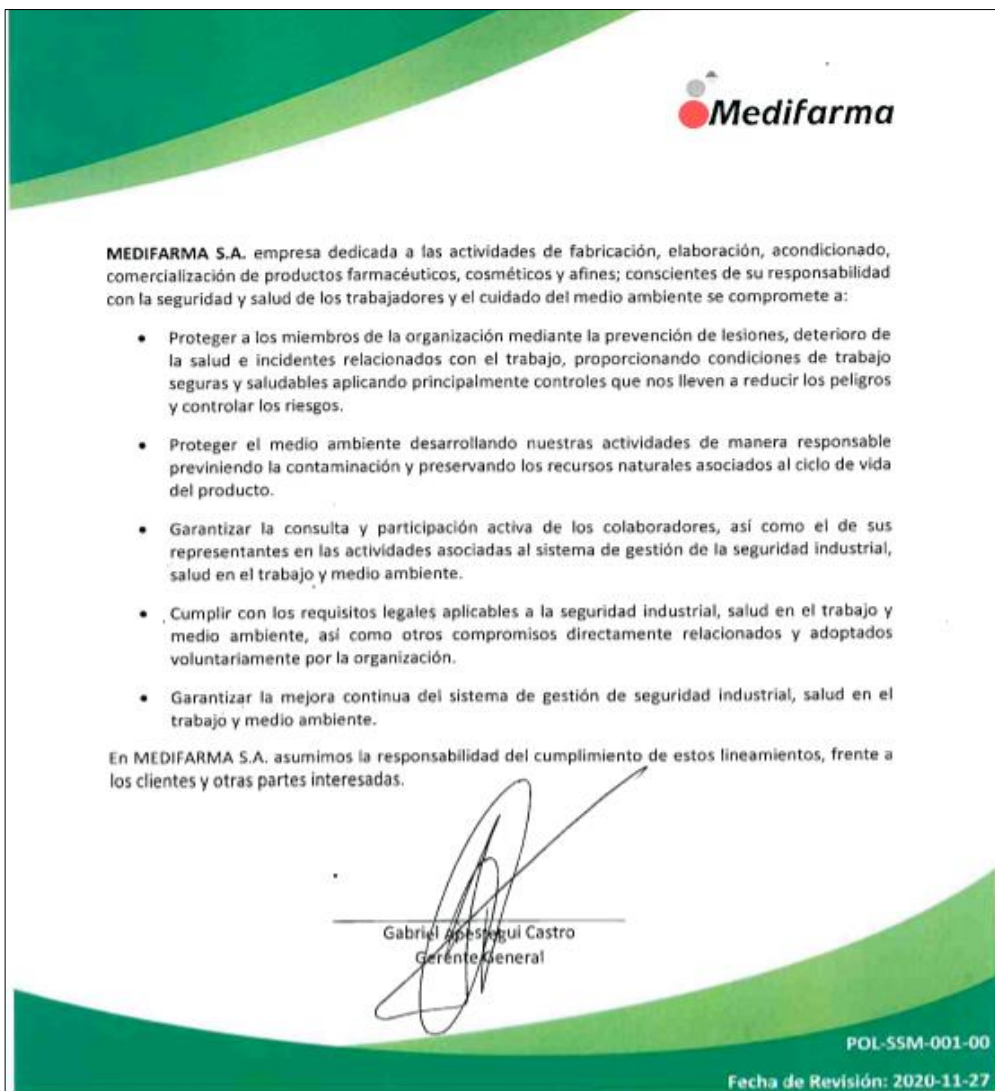 Medifarma
MEDIFARMA S.A. empresa dedicada a las actividades de fabricación, elaboración, acondicionado,
comercialización de productos farmacéuticos, cosméticos y afines; conscientes de su responsabilidad
con la seguridad y salud de los trabajadores y el cuidado del medio ambiente se compromete a:
• Proteger a los miembros de la organización mediante la prevención de lesiones, deterioro de
la salud e incidentes relacionados con el trabajo, proporcionando condiciones de trabajo
seguras y saludables aplicando principalmente controles que nos lleven a reducir los peligros
y controlar los riesgos.
• Proteger el medio ambiente desarrollando nuestras actividades de manera responsable
previniendo la contaminación y preservando los recursos naturales asociados al ciclo de vida
del producto.
• Garantizar la consulta y participación activa de los colaboradores, así como el de sus
representantes en las actividades asociadas al sistema de gestión de la seguridad industrial,
salud en el trabajo y medio ambiente.
• Cumplir con los requisitos legales aplicables a la seguridad industrial, salud en el trabajo y
medio ambiente, así como otros compromisos directamente relacionados y adoptados
voluntariamente por la organización.
• Garantizar la mejora continua del sistema de gestión de seguridad industrial, salud en el
trabajo y medio ambiente.
En MEDIFARMA S.A. asumimos la responsabilidad del cumplimiento de estos lineamientos, frente a
los clientes y otras partes interesadas.
Gabriel Apestegui Castro
Gerente General
POL-SSM-001-00
Fecha de Revisión: 2020-11-27